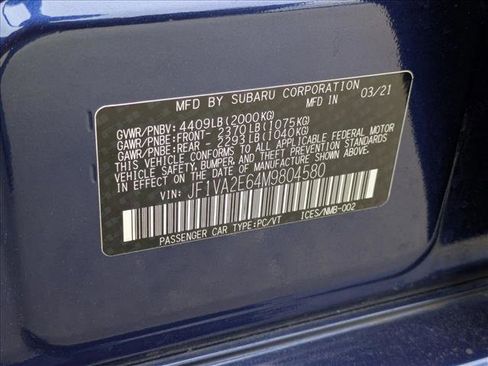 MFD BY SUBARU CORPORATION
MFD IN 03/21
GVWR/PNBV: 4409LB(2000KG)
GAWR/PNBE:FRONT- 2370LB(1075KG)
GAWR/PNBE:REAR - 2293LB(1040KG)
THIS VEHICLE CONFORMS TO ALL APPLICABLE FEDERAL MOTOR
VEHICLE SAFETY, BUMPER, AND THEFT PREVENTION STANDARDS
IN EFFECT ON THE DATE OF MANUFACTURE SHOWN ABOVE.
VIN: JF1VA2E64M9804580
PASSENGER CAR TYPE:PC/VT ICES/NMB-002